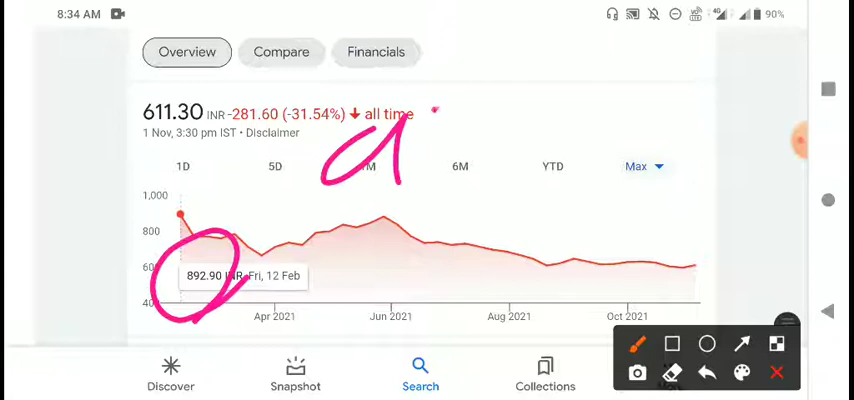 8:34 AM
4G 90%
Overview Compare Financials
611.30 INR -281.60 (-31.54%) all time
1 Nov, 3:30 pm IST • Disclaimer
1D 5D 1M 6M YTD Max
1,000
800
892.90 INR Fri, 12 Feb
Apr 2021 Jun 2021 Aug 2021 Oct 2021
Discover Snapshot Search Collections